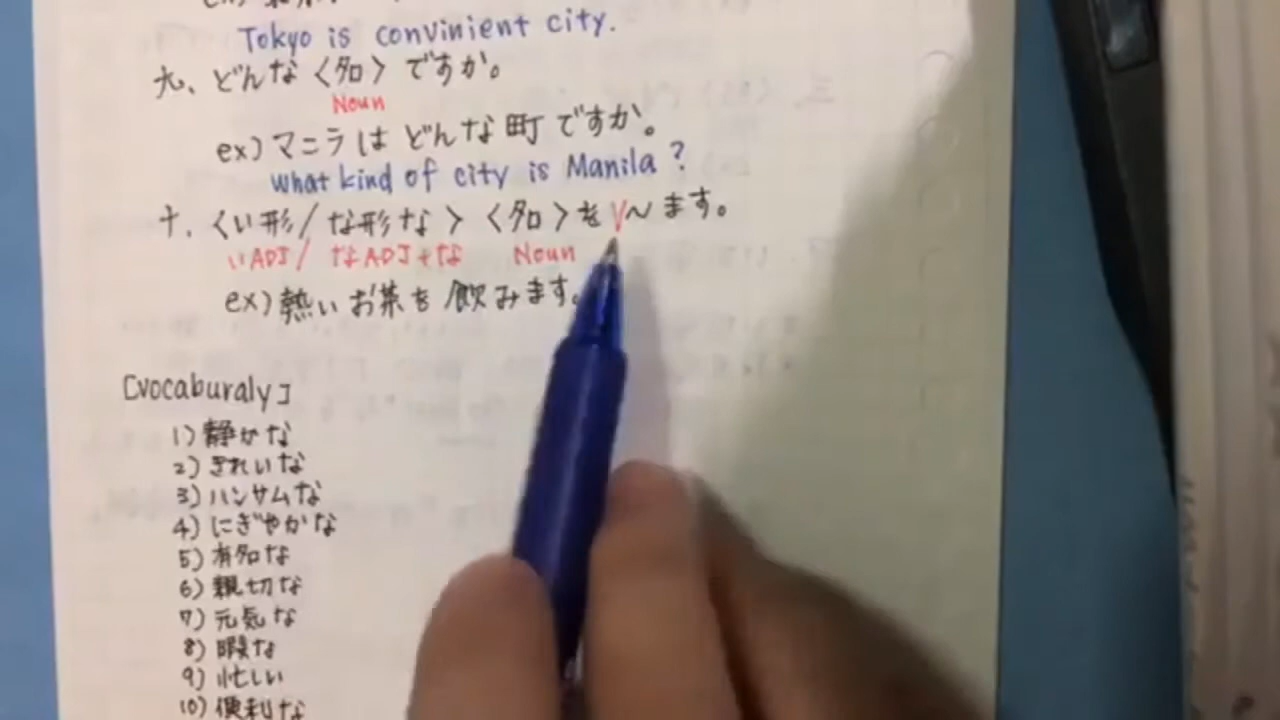 Tokyo is convinient city.
九、どんな〈名〉ですか。
Noun
ex)マニラはどんな町ですか。
What kind of city is Manila?
十、〈い形/な形な〉〈名〉をV〜ます。
いADJ/ なADJ+な Noun
ex)熱いお茶を飲みます。
[vocaburaly]
1)静かな
2)きれいな
3)ハンサムな
4)にぎやかな
5)有名な
6)親切な
7)元気な
8)暇な
9)忙しい
10)便利な